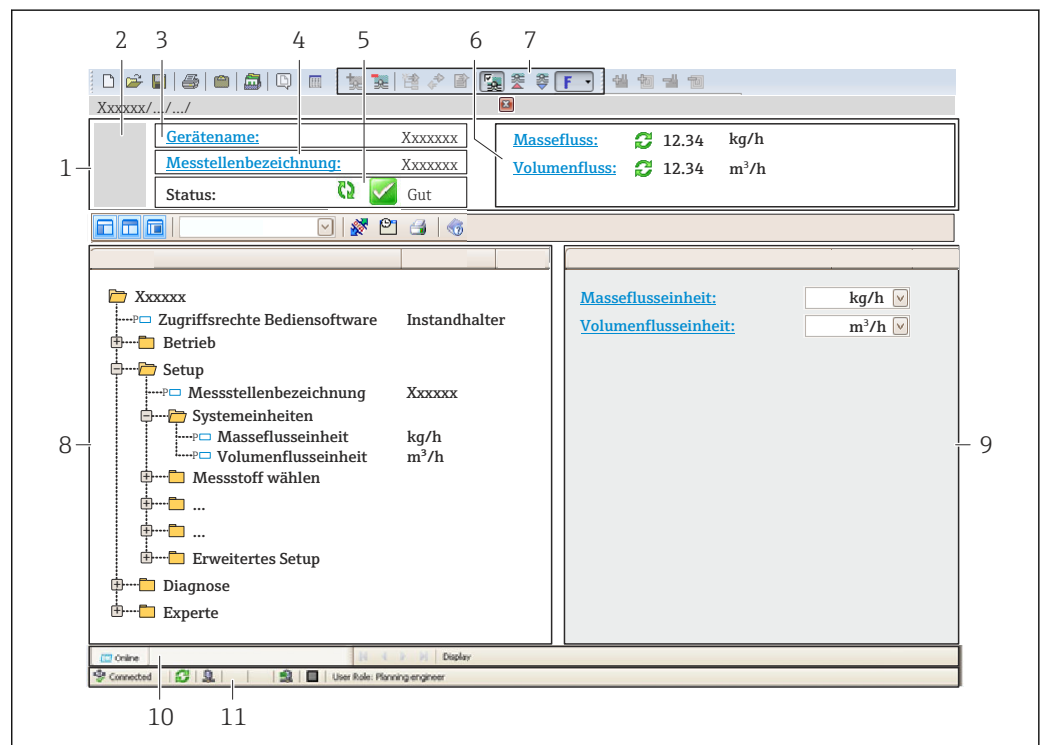 2 3 4 5 6 7
F
Xxxxxx/.../.../
1
Gerätename: Xxxxxxx
Messtellenbezeichnung: Xxxxxxx
Status: Gut
Massefluss: 12.34 kg/h
Volumenfluss: 12.34 m³/h
Xxxxxx
P Zugriffsrechte Bediensoftware Instandhalter
Betrieb
Setup
P Messstellenbezeichnung Xxxxxx
Systemeinheiten
P Masseflusseinheit kg/h
P Volumenflusseinheit m³/h
Messstoff wählen
...
...
Erweitertes Setup
Diagnose
Experte
8
Masseflusseinheit: kg/h
Volumenflusseinheit: m³/h
9
Online Display
Connected User Role: Planning engineer
10 11